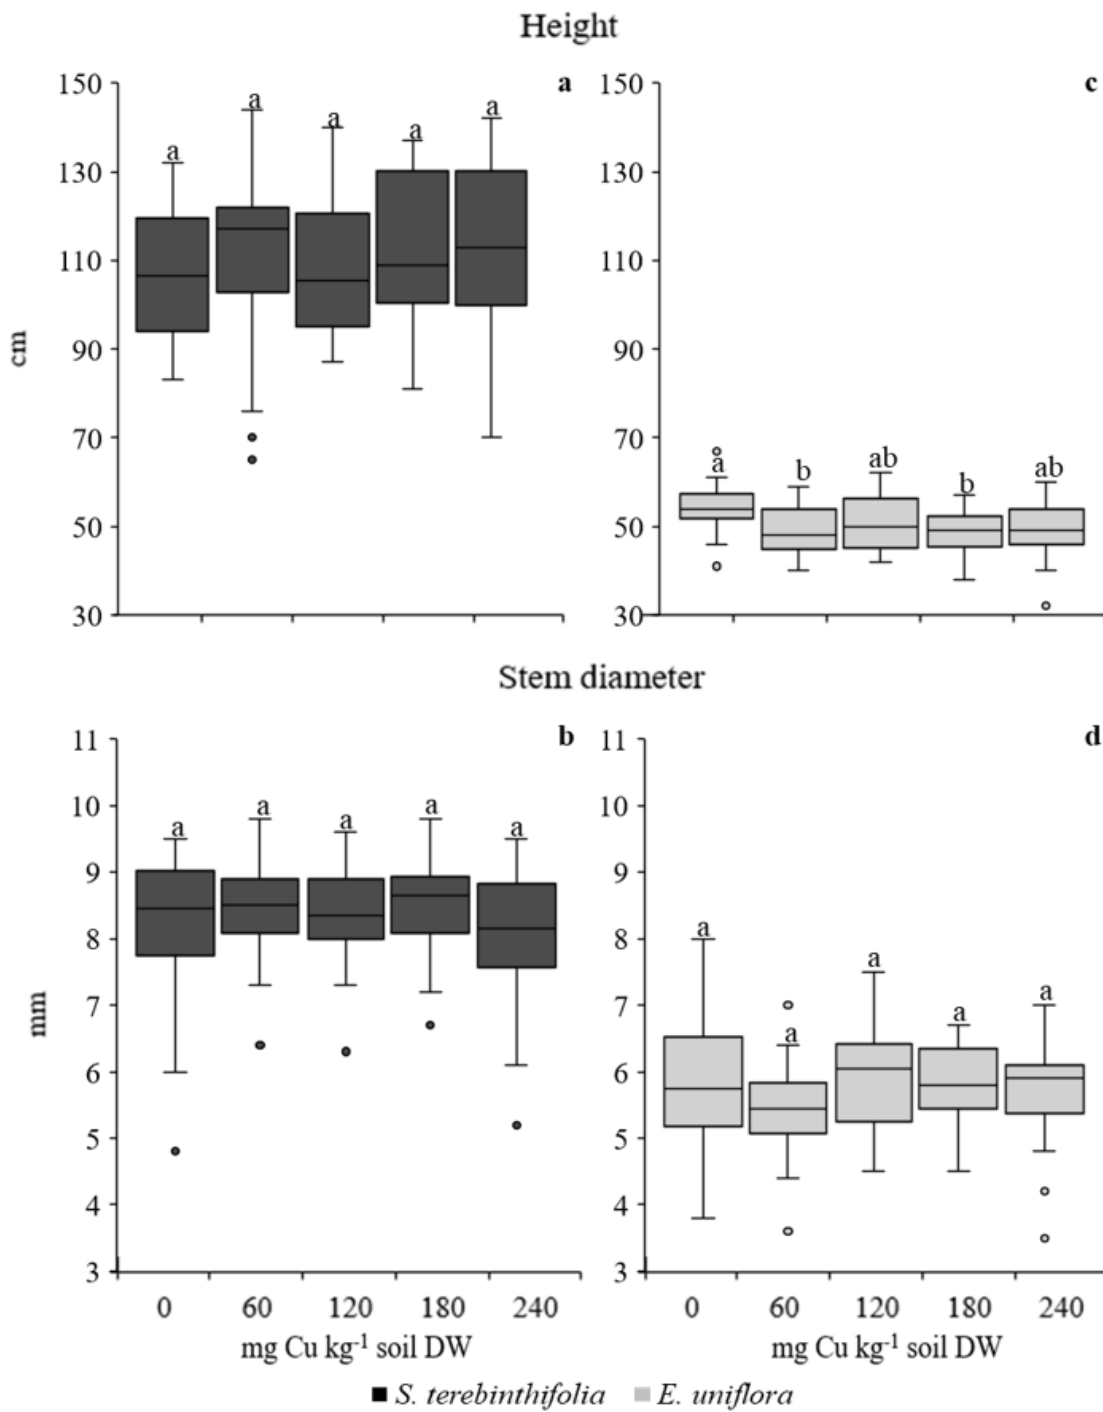 Height
a
150
130
110
90
70
50
30
cm
a a a a a
c
150
130
110
90
70
50
30
a b ab b ab
Stem diameter
b
11
10
9
8
7
6
5
4
3
mm
a a a a a
0 60 120 180 240
mg Cu kg⁻¹ soil DW
d
11
10
9
8
7
6
5
4
3
a a a a a
0 60 120 180 240
mg Cu kg⁻¹ soil DW
S. terebinthifolia E. uniflora